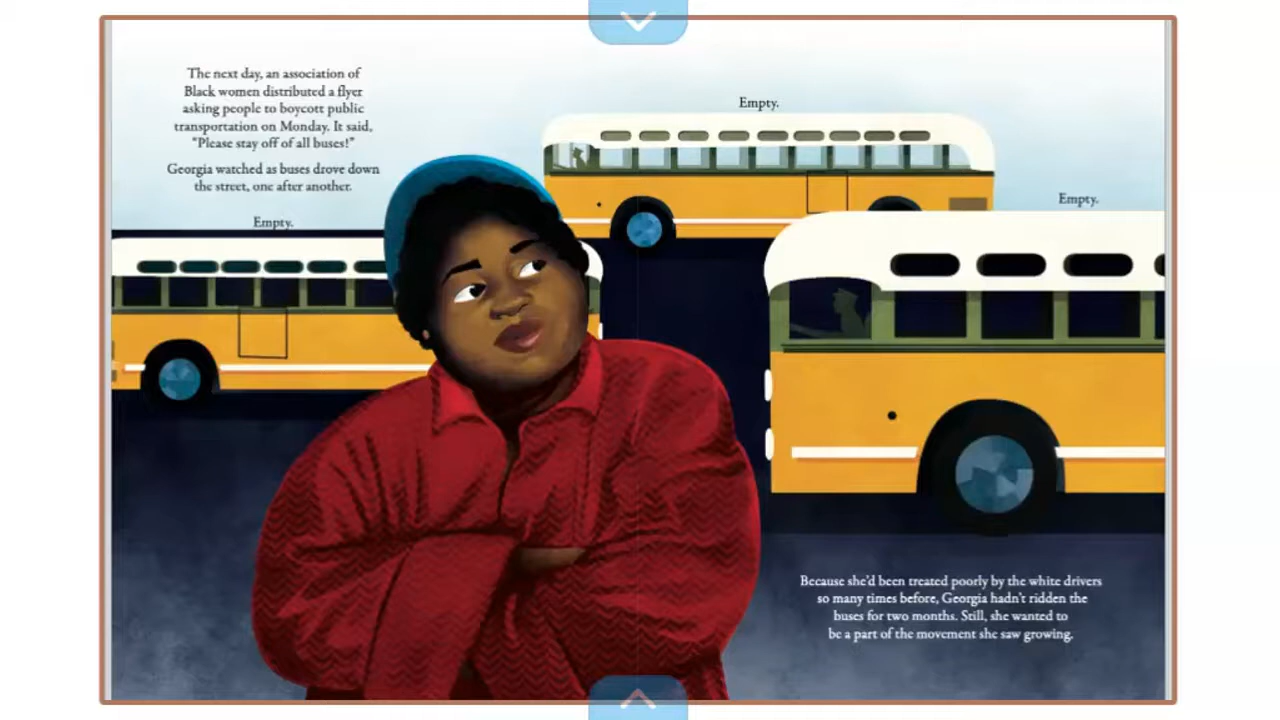 The next day, an association of
Black women distributed a flyer
asking people to boycott public
transportation on Monday. It said,
“Please stay off of all buses!”
Georgia watched as buses drove down
the street, one after another.
Empty.
Empty.
Empty.
Because she’d been treated poorly by the white drivers
so many times before, Georgia hadn’t ridden the
buses for two months. Still, she wanted to
be a part of the movement she saw growing.